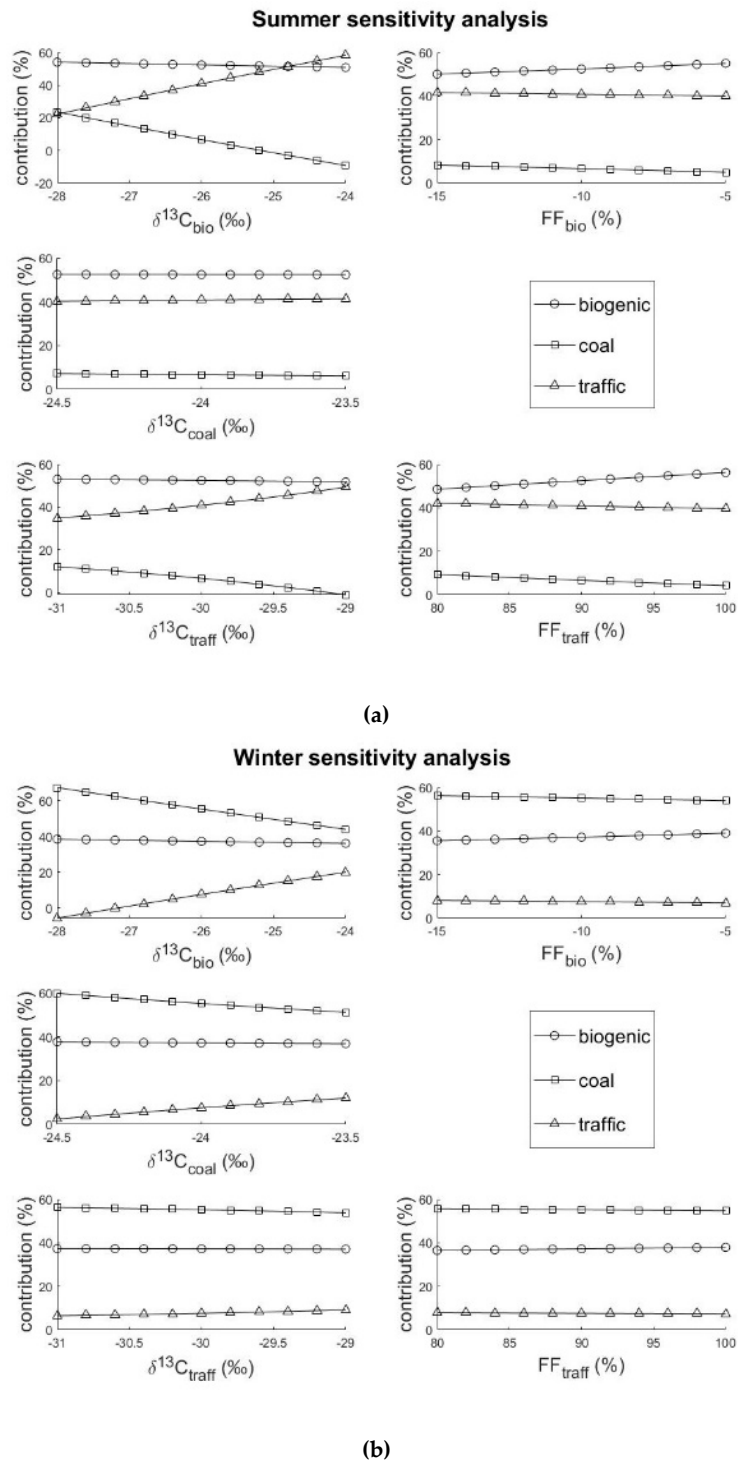 Summer sensitivity analysis
contribution (%)
60
40
20
0
-20
-28 -27 -26 -25 -24
δ13Cbio (‰)
contribution (%)
60
40
20
0
-15 -10 -5
FFbio (%)
contribution (%)
60
40
20
0
-24.5 -24 -23.5
δ13Ccoal (‰)
biogenic
coal
traffic
contribution (%)
60
40
20
0
-31 -30.5 -30 -29.5 -29
δ13Ctraff (‰)
contribution (%)
60
40
20
0
80 85 90 95 100
FFtraff (%)
(a)
Winter sensitivity analysis
contribution (%)
60
40
20
0
-28 -27 -26 -25 -24
δ13Cbio (‰)
contribution (%)
60
40
20
0
-15 -10 -5
FFbio (%)
contribution (%)
60
40
20
0
-24.5 -24 -23.5
δ13Ccoal (‰)
biogenic
coal
traffic
contribution (%)
60
40
20
0
-31 -30.5 -30 -29.5 -29
δ13Ctraff (‰)
contribution (%)
60
40
20
0
80 85 90 95 100
FFtraff (%)
(b)